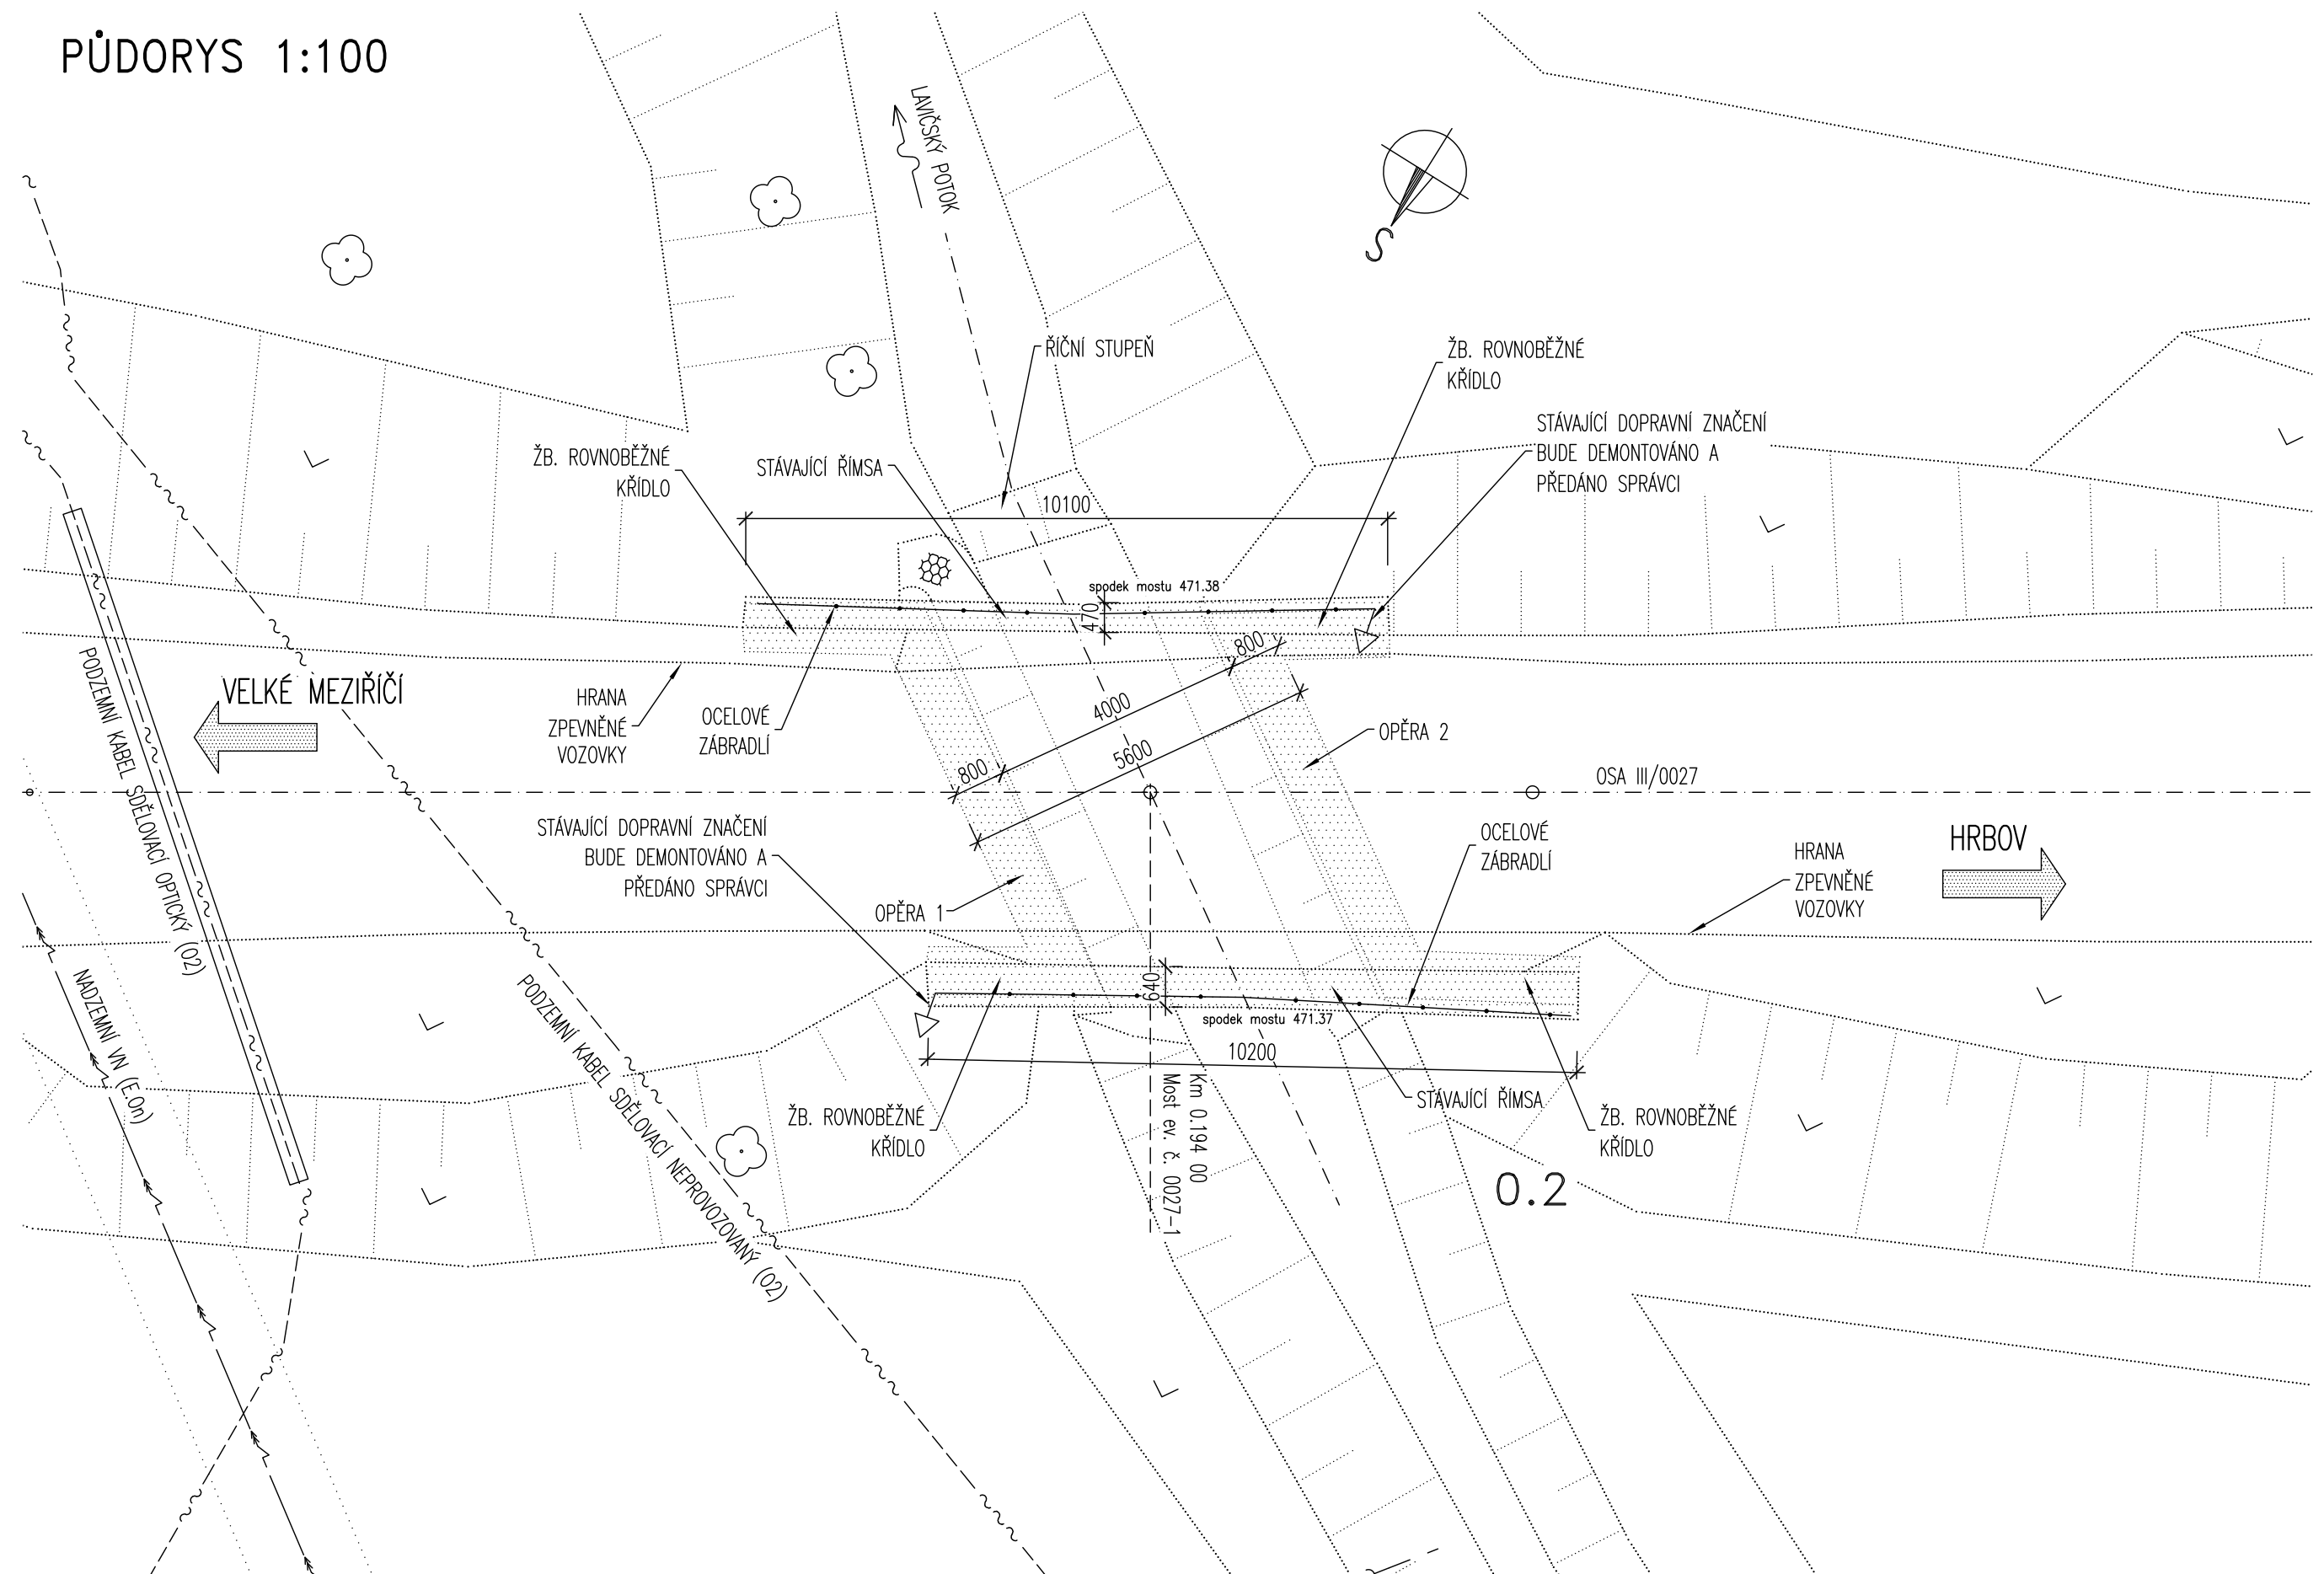 PŮDORYS 1:100
LAVIČSKÝ POTOK
S
ŘÍČNÍ STUPEŇ
ŽB. ROVNOBĚŽNÉ
KŘÍDLO
STÁVAJÍCÍ DOPRAVNÍ ZNAČENÍ
BUDE DEMONTOVÁNO A
PŘEDÁNO SPRÁVCI
ŽB. ROVNOBĚŽNÉ
KŘÍDLO
STÁVAJÍCÍ ŘÍMSA
10100
spodek mostu 471.38
470
800
4000
5600
800
VELKÉ MEZIŘÍČÍ
HRANA
ZPEVNĚNÉ
VOZOVKY
OCELOVÉ
ZÁBRADLÍ
OPĚRA 2
PODZEMNÍ KABEL SDĚLOVACÍ OPTICKÝ (O2)
OSA III/0027
STÁVAJÍCÍ DOPRAVNÍ ZNAČENÍ
BUDE DEMONTOVÁNO A
PŘEDÁNO SPRÁVCI
OPĚRA 1
OCELOVÉ
ZÁBRADLÍ
HRANA
ZPEVNĚNÉ
VOZOVKY
HRBOV
NADZEMNÍ VN (E.On)
PODZEMNÍ KABEL SDĚLOVACÍ NEPROVOZOVANÝ (O2)
640
spodek mostu 471.37
10200
ŽB. ROVNOBĚŽNÉ
KŘÍDLO
Km 0.194 00
Most ev. č. 0027-1
STÁVAJÍCÍ ŘÍMSA
ŽB. ROVNOBĚŽNÉ
KŘÍDLO
0.2